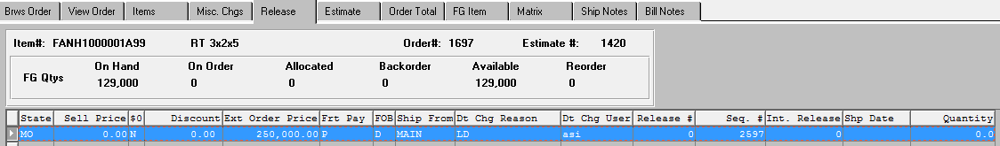 Brws Order View Order Items Misc. Chgs Release Estimate Order Total FG Item Matrix Ship Notes Bill Notes
Item#: FANH1000001A99 RT 3x2x5 Order#: 1697 Estimate #: 1420
On Hand On Order Allocated Backorder Available Reorder
FG Qtys 129,000 0 0 0 129,000 0
State Sell Price $0 Discount Ext Order Price Frt Pay FOB Ship From Dt Chg Reason Dt Chg User Release # Seq. # Int. Release Shp Date Quantity
MO 0.00 N 0.00 250,000.00 P D MAIN LD asi 0 2597 0 0.0